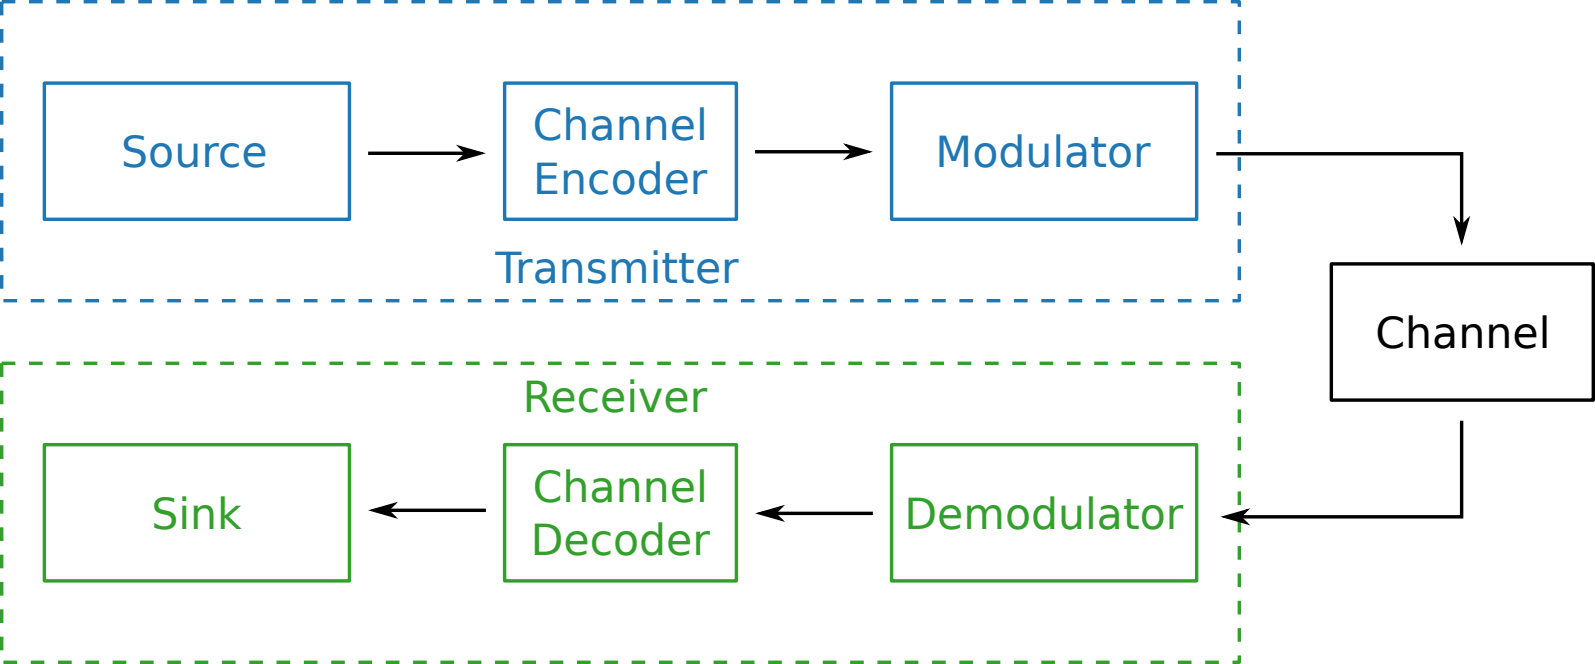 Source
Channel
Encoder
Modulator
Transmitter
Channel
Receiver
Sink
Channel
Decoder
Demodulator